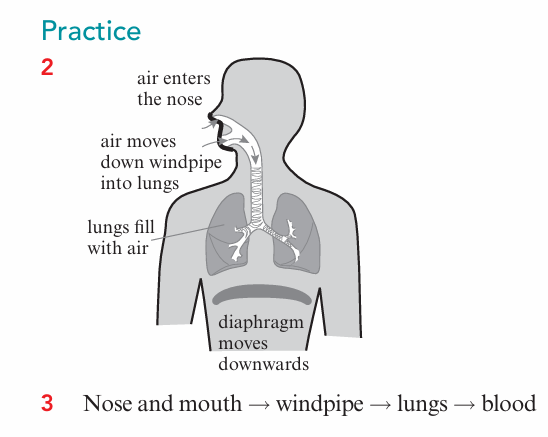 Practice
2
air enters
the nose
air moves
down windpipe
into lungs
lungs fill
with air
diaphragm
moves
downwards
3 Nose and mouth → windpipe → lungs → blood